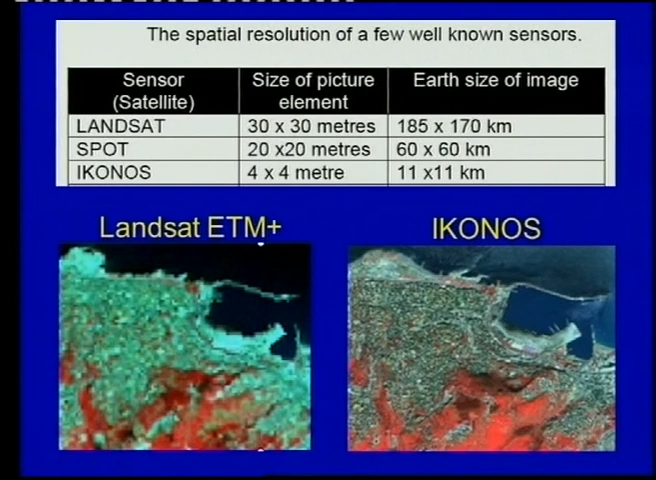 The spatial resolution of a few well known sensors.
Sensor (Satellite) Size of picture element Earth size of image
LANDSAT 30 x 30 metres 185 x 170 km
SPOT 20 x20 metres 60 x 60 km
IKONOS 4 x 4 metre 11 x11 km
Landsat ETM+ IKONOS